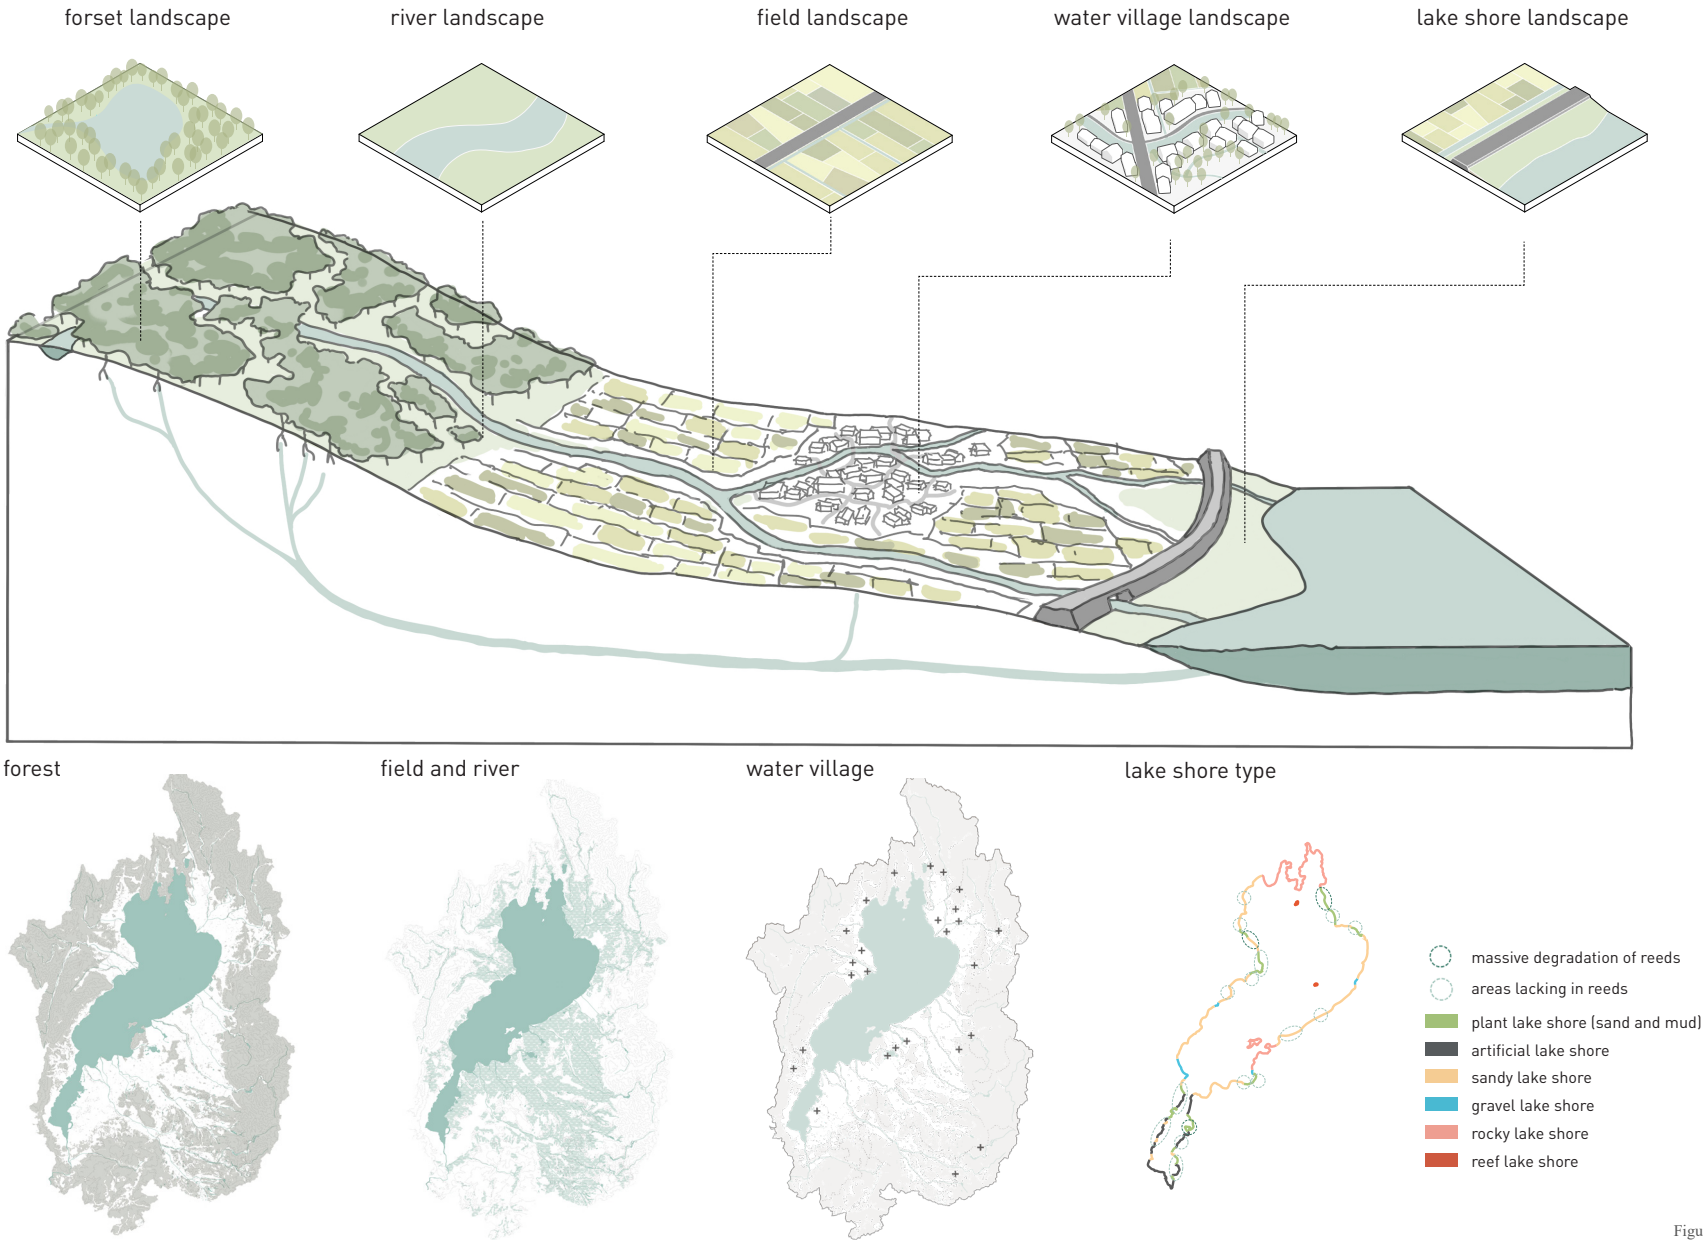 forset landscape
river landscape
field landscape
water village landscape
lake shore landscape
forest
field and river
water village
lake shore type
massive degradation of reeds
areas lacking in reeds
plant lake shore (sand and mud)
artificial lake shore
sandy lake shore
gravel lake shore
rocky lake shore
reef lake shore
Figu